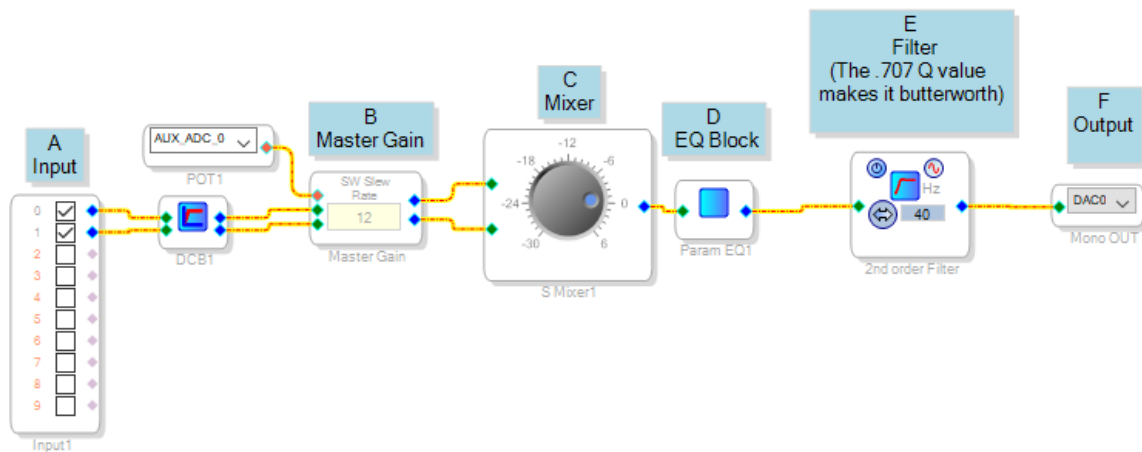 A
Input
0
1
2
3
4
5
6
7
8
9
Input1
AUX_ADC_0
POT1
DCB1
B
Master Gain
SW Slew
Rate
12
Master Gain
C
Mixer
-12
-18
-6
-24
0
-30
6
S Mixer1
D
EQ Block
Param EQ1
E
Filter
(The .707 Q value
makes it butterworth)
Hz
40
2nd order Filter
F
Output
DAC0
Mono OUT